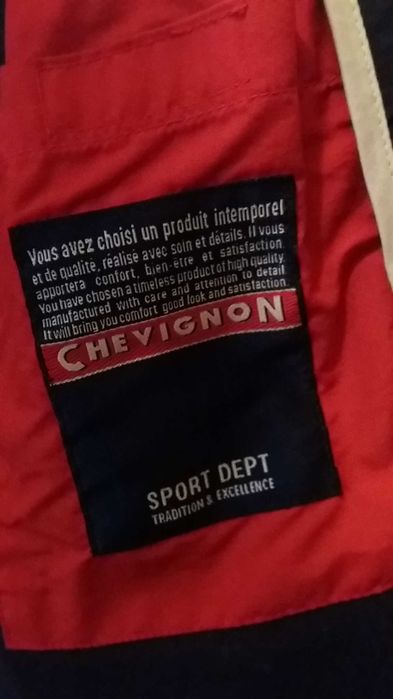 Vous avez choisi un produit intemporel
et de qualité, réalise avec soin et détails. Il vous
apportera confort, bien-être et satisfaction.
You have chosen a timeless product of high quality
manufactured with care and attention to detail.
It will bring you comfort good look and satisfaction.
CHEVIGNON
SPORT DEPT
TRADITION & EXCELLENCE